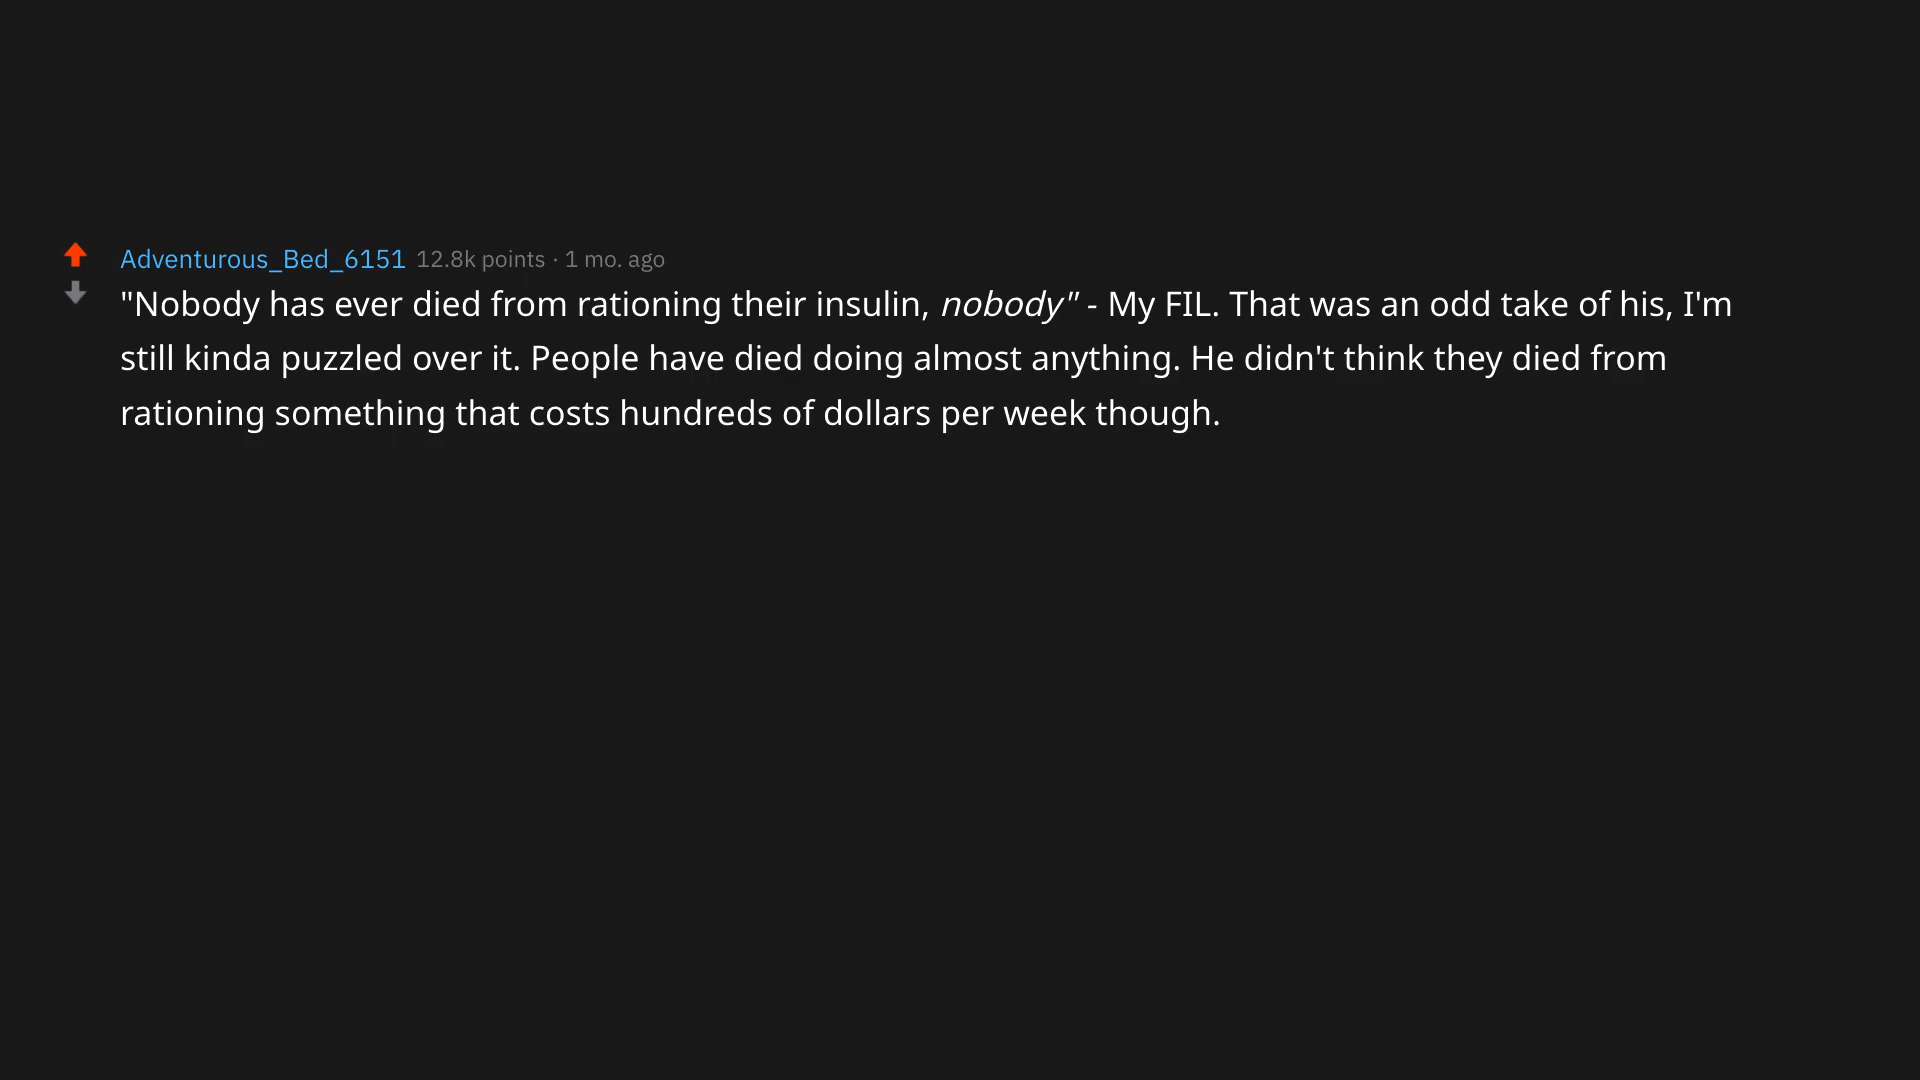 Adventurous_Bed_6151 12.8k points · 1 mo. ago
"Nobody has ever died from rationing their insulin, nobody" - My FIL. That was an odd take of his, I'm
still kinda puzzled over it. People have died doing almost anything. He didn't think they died from
rationing something that costs hundreds of dollars per week though.